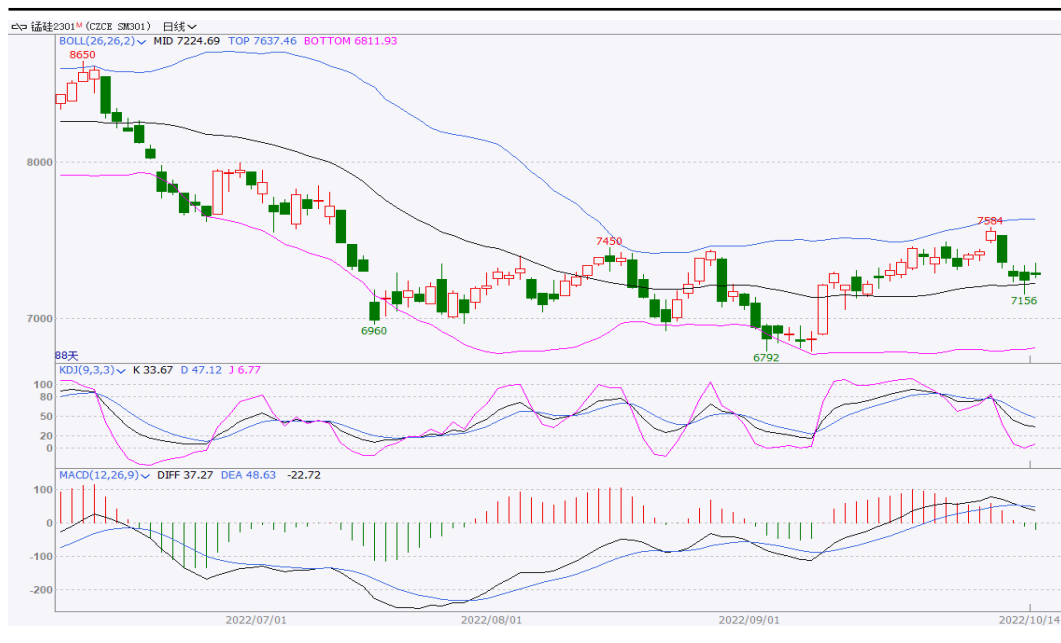 锰硅2301ᴹ (CZCE SM301) 日线
BOLL(26,26,2) MID 7224.69 TOP 7637.46 BOTTOM 6811.93
8650
8000
7584
7450
7156
7000
6960
6792
88天
KDJ(9,3,3) K 33.67 D 47.12 J 6.77
100
80
50
20
0
MACD(12,26,9) DIFF 37.27 DEA 48.63 -22.72
100
0
-100
-200
2022/07/01 2022/08/01 2022/09/01 2022/10/14